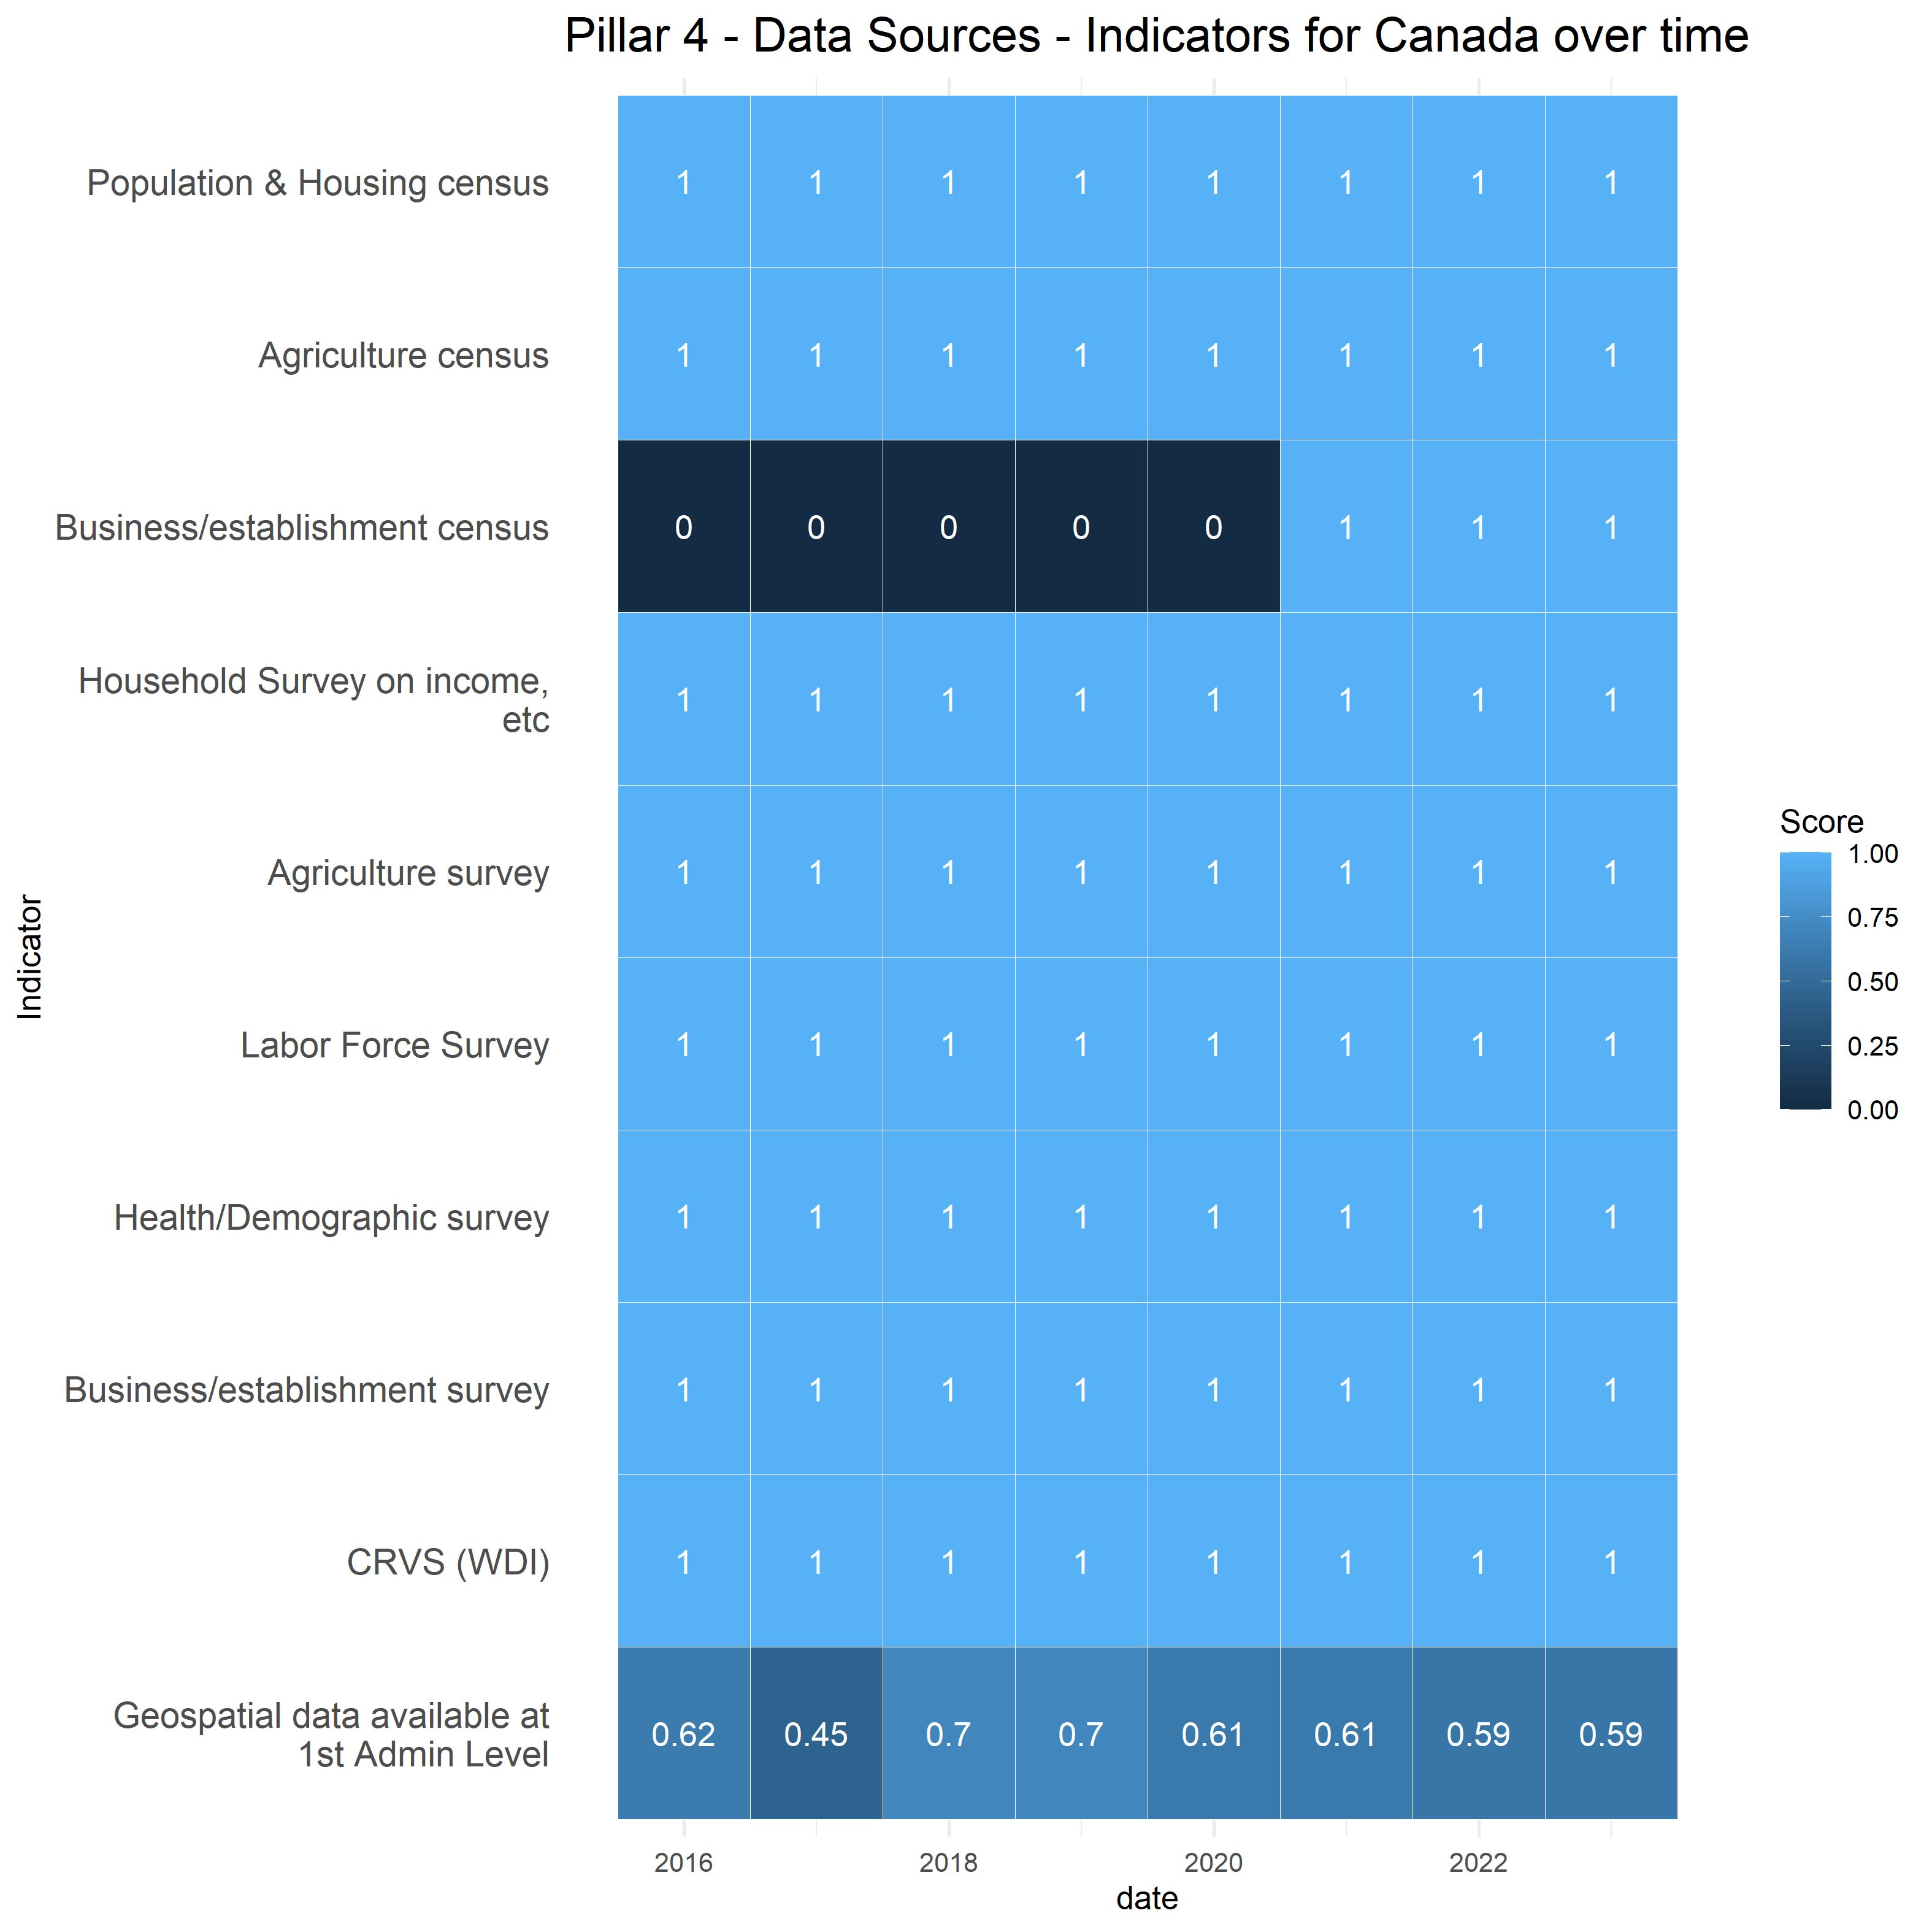 Pillar 4 - Data Sources - Indicators for Canada over time
Population & Housing census
1 1 1 1 1 1 1 1
Agriculture census
1 1 1 1 1 1 1 1
Business/establishment census
0 0 0 0 0 1 1 1
Household Survey on income,
etc
1 1 1 1 1 1 1 1
Agriculture survey
1 1 1 1 1 1 1 1
Labor Force Survey
1 1 1 1 1 1 1 1
Health/Demographic survey
1 1 1 1 1 1 1 1
Business/establishment survey
1 1 1 1 1 1 1 1
CRVS (WDI)
1 1 1 1 1 1 1 1
Geospatial data available at
1st Admin Level
0.62 0.45 0.7 0.7 0.61 0.61 0.59 0.59
2016 2018 2020 2022
date
Indicator
Score
1.00
0.75
0.50
0.25
0.00